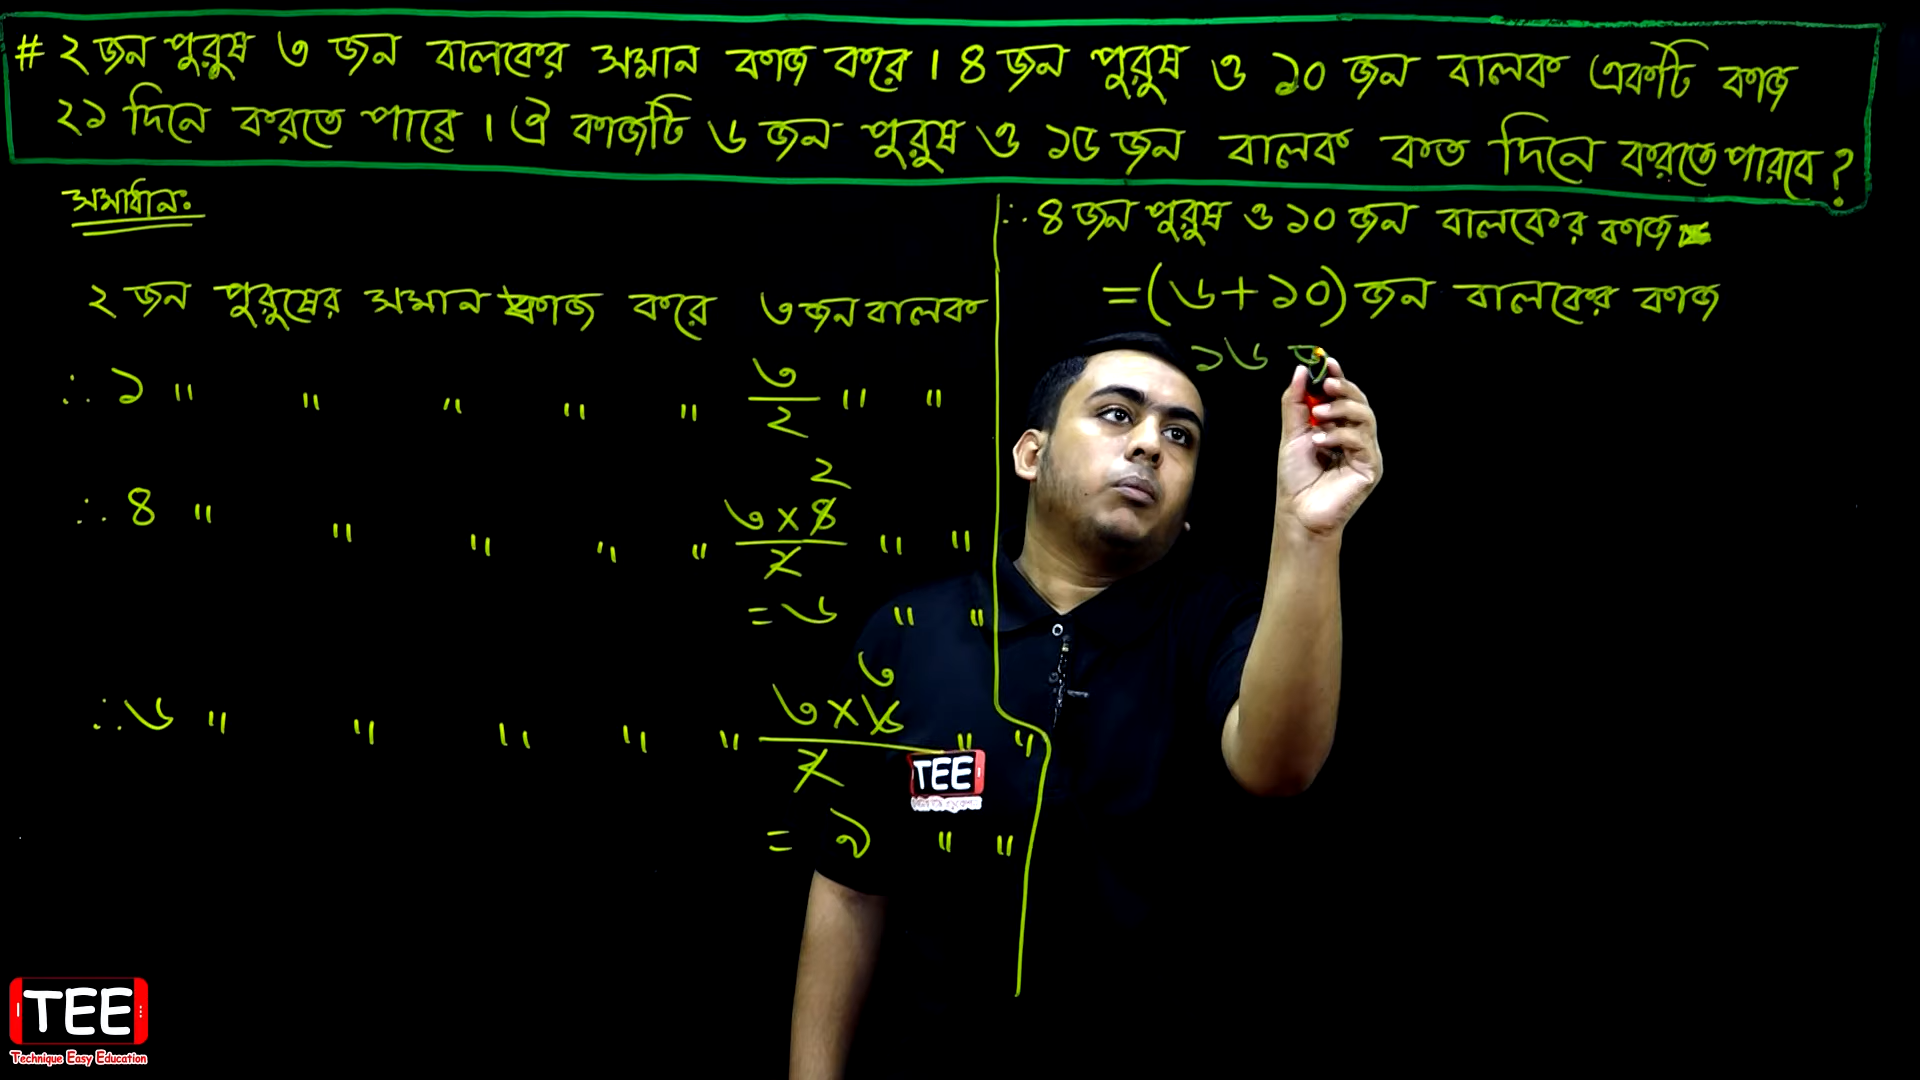 # ২ জন পুরুষ ৩ জন বালকের সমান কাজ করে। ৪ জন পুরুষ ও ১০ জন বালক একটি কাজ
২১ দিনে করতে পারে। ঐ কাজটি ৬ জন পুরুষ ও ১৫ জন বালক কত দিনে করতে পারবে?
সমাধানঃ
২ জন পুরুষের সমান কাজ করে ৩ জন বালক
∴ ১ " " " " " ৩/২ " "
২
∴ ৪ " " " " " ৩×৪/২ " "
= ৬ " "
৩
∴ ৬ " " " " " ৩×৬/২ " "
= ৯ " "
∴ ৪ জন পুরুষ ও ১০ জন বালকের কাজ
= (৬+১০) জন বালকের কাজ
১৬
TEE
TEE
Technique Easy Education